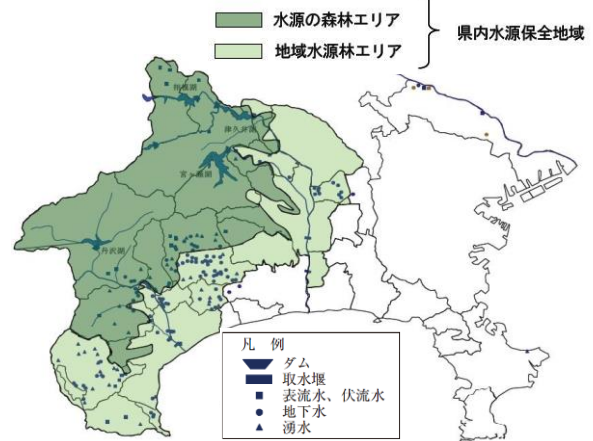 水源の森林エリア
地域水源林エリア
県内水源保全地域
相模湖
津久井湖
宮ヶ瀬湖
丹沢湖
凡 例
ダム
取水堰
表流水、伏流水
地下水
湧水